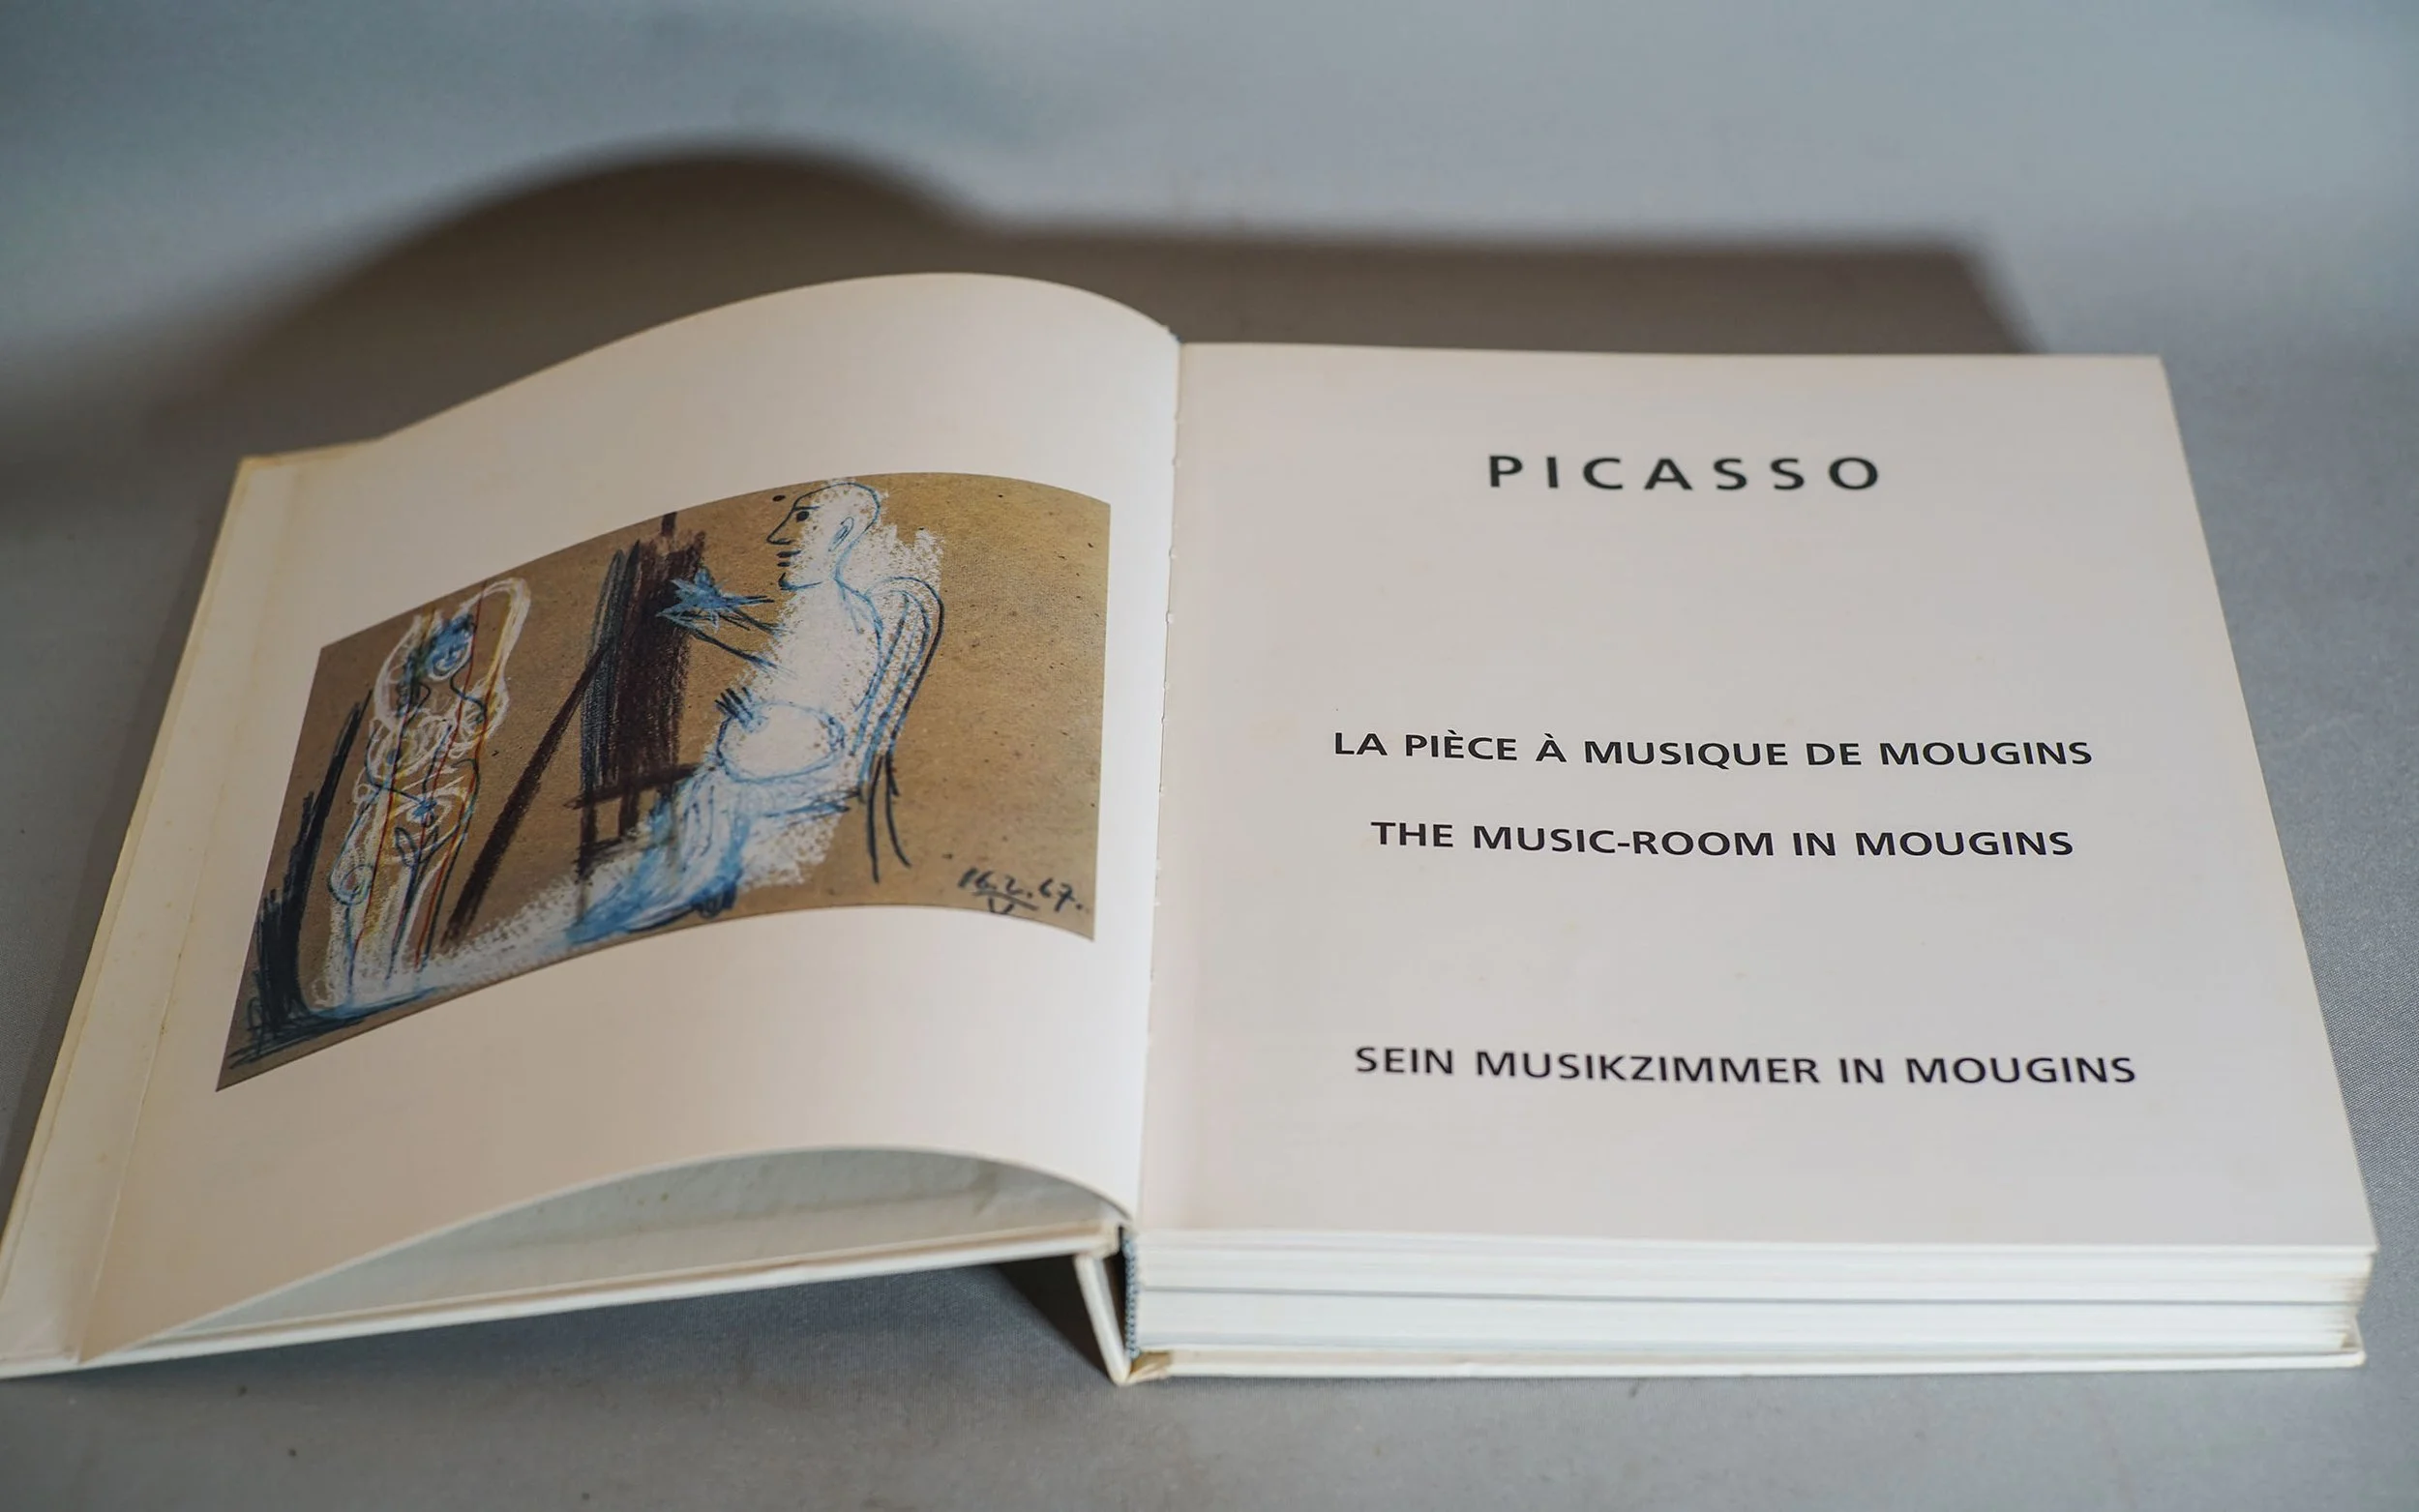 16.2.67.
V
PICASSO
LA PIÈCE À MUSIQUE DE MOUGINS
THE MUSIC-ROOM IN MOUGINS
SEIN MUSIKZIMMER IN MOUGINS